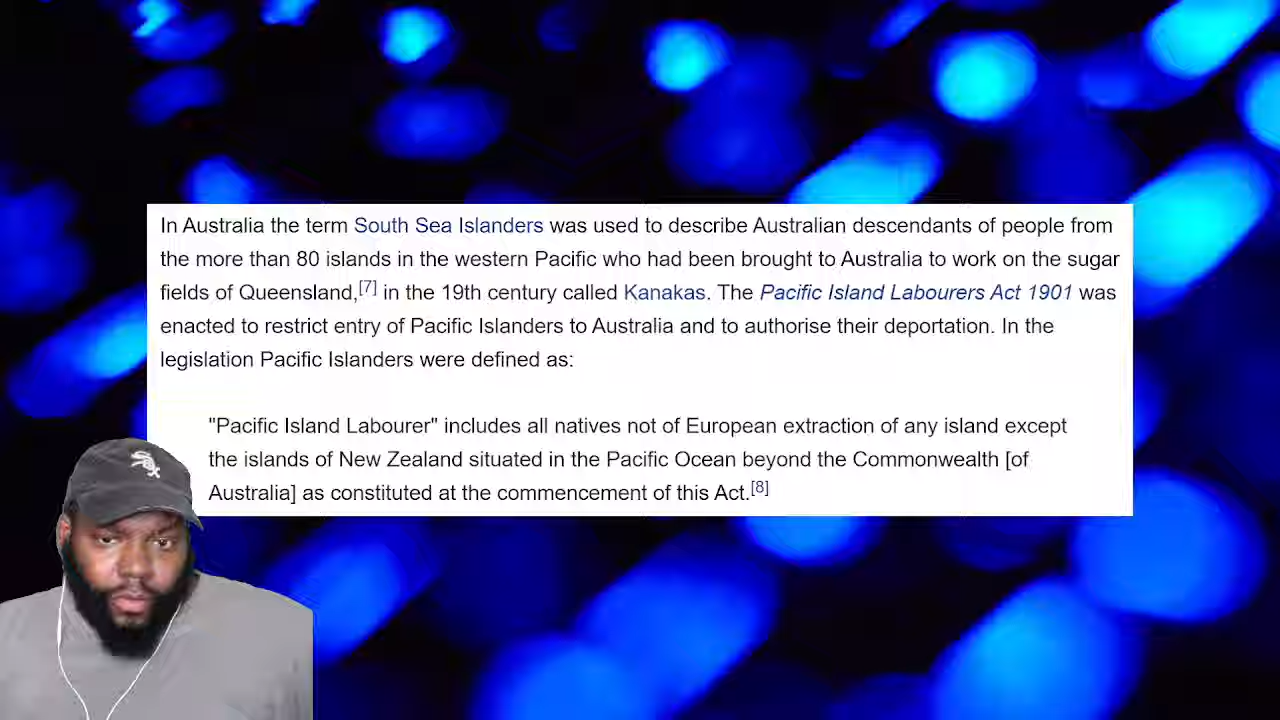 In Australia the term South Sea Islanders was used to describe Australian descendants of people from
the more than 80 islands in the western Pacific who had been brought to Australia to work on the sugar
fields of Queensland,[7] in the 19th century called Kanakas. The Pacific Island Labourers Act 1901 was
enacted to restrict entry of Pacific Islanders to Australia and to authorise their deportation. In the
legislation Pacific Islanders were defined as:
"Pacific Island Labourer" includes all natives not of European extraction of any island except
the islands of New Zealand situated in the Pacific Ocean beyond the Commonwealth [of
Australia] as constituted at the commencement of this Act.[8]
Sox